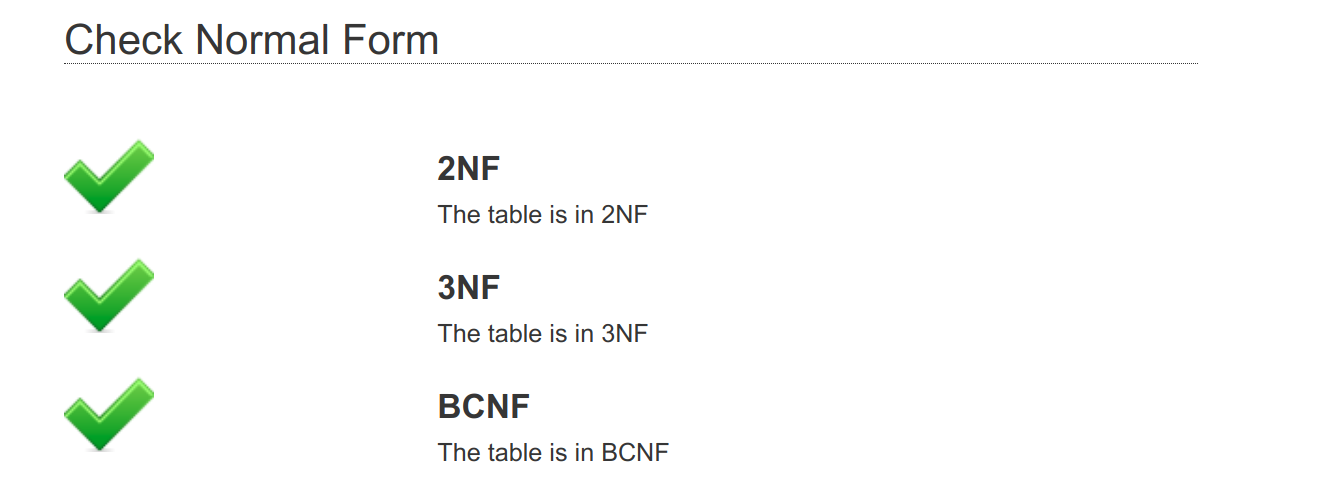 Check Normal Form
2NF
The table is in 2NF
3NF
The table is in 3NF
BCNF
The table is in BCNF